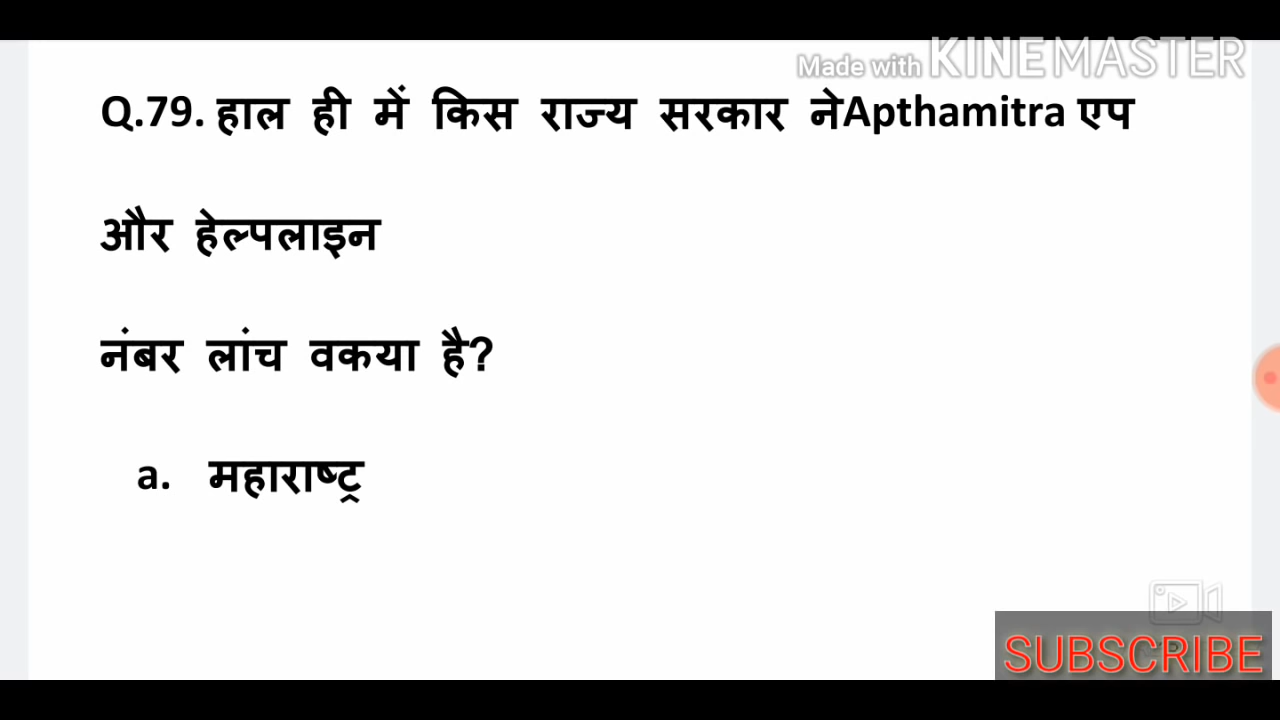 Made with KINEMASTER
Q.79. हाल ही में किस राज्य सरकार नेApthamitra एप
और हेल्पलाइन
नंबर लांच वकया है?
a. महाराष्ट्र
SUBSCRIBE